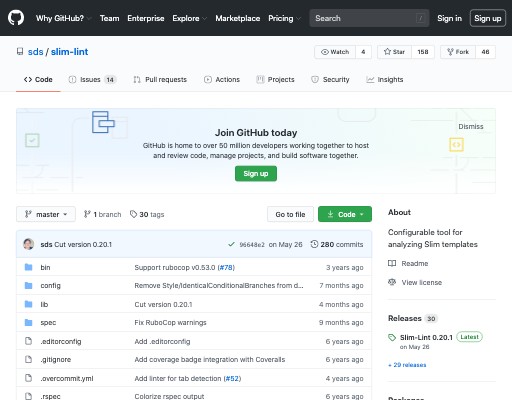 Why GitHub? Team Enterprise Explore Marketplace Pricing Search / Sign in Sign up
sds / slim-lint Watch 4 Star 158 Fork 46
Code Issues 14 Pull requests Actions Projects Security Insights
Join GitHub today
Dismiss
GitHub is home to over 50 million developers working together to host
and review code, manage projects, and build software together.
Sign up
master 1 branch 30 tags Go to file Code
sds Cut version 0.20.1 96648e2 on May 26 280 commits
bin Support rubocop v0.53.0 (#78) 3 years ago
config Remove Style/IdenticalConditionalBranches from d... 7 months ago
lib Cut version 0.20.1 4 months ago
spec Fix RuboCop warnings 9 months ago
.editorconfig Add .editorconfig 6 years ago
.gitignore Add coverage badge integration with Coveralls 6 years ago
.overcommit.yml Add linter for tab detection (#52) 4 years ago
.rspec Colorize rspec output 6 years ago
About
Configurable tool for
analyzing Slim templates
Readme
View license
Releases 30
Slim-Lint 0.20.1 Latest
on May 26
+ 29 releases
Packages